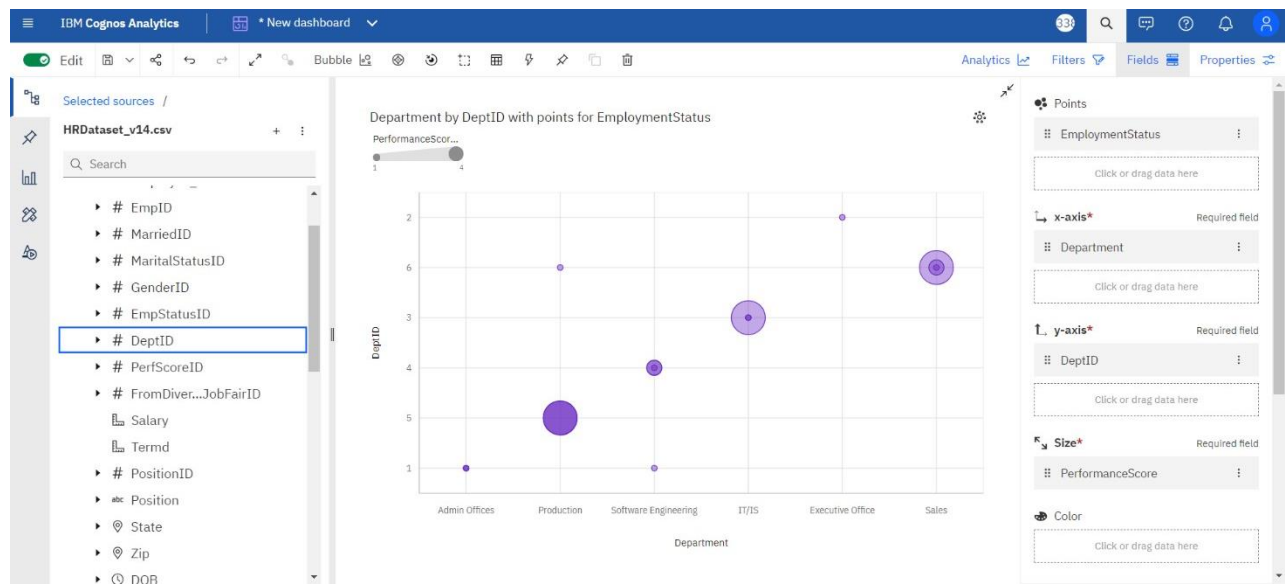 IBM Cognos Analytics
* New dashboard
Edit
Bubble
Analytics
Filters
Fields
Properties
Selected sources /
HRDataset_v14.csv
Search
# EmpID
# MarriedID
# MaritalStatusID
# GenderID
# EmpStatusID
# DeptID
# PerfScoreID
# FromDiver...JobFairID
Salary
Termd
# PositionID
abc Position
State
Zip
DOB
Department by DeptID with points for EmploymentStatus
PerformanceScor...
1 4
DeptID
2
6
3
4
5
1
Admin Offices Production Software Engineering IT/IS Executive Office Sales
Department
Points
EmploymentStatus
Click or drag data here
x-axis* Required field
Department
Click or drag data here
y-axis* Required field
DeptID
Click or drag data here
Size* Required field
PerformanceScore
Color
Click or drag data here